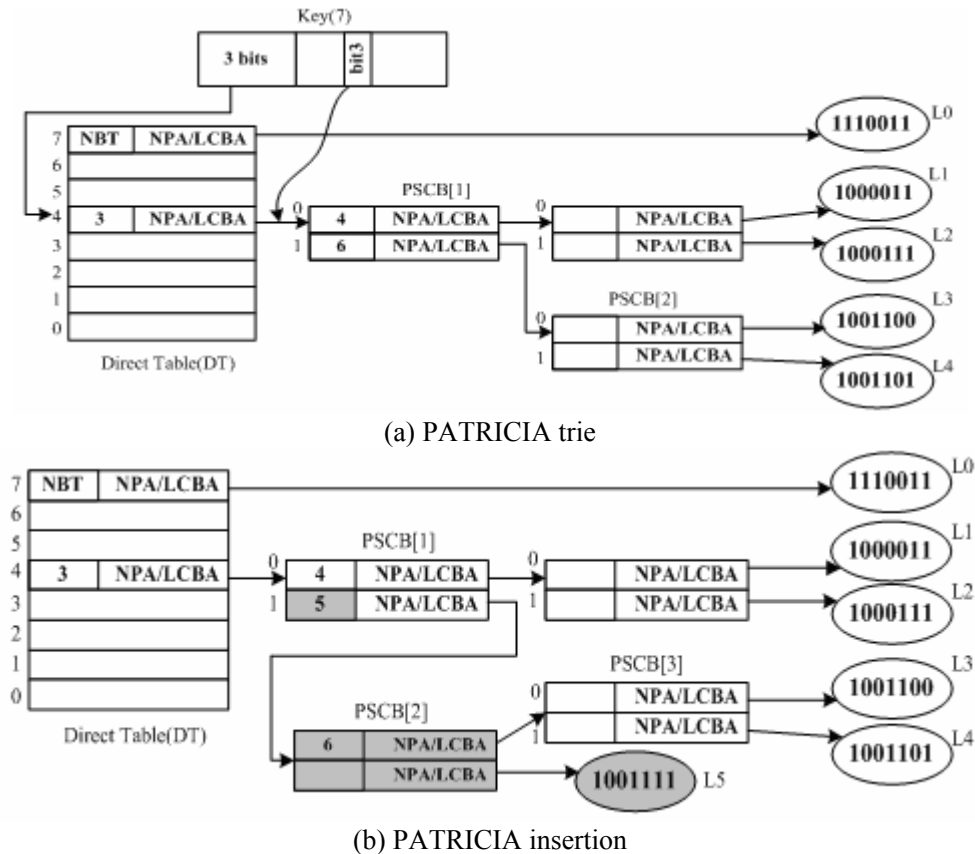 Key(7)
3 bits
bit3
7 NBT NPA/LCBA
6
5
4 3 NPA/LCBA
3
2
1
0
Direct Table(DT)
PSCB[1]
0 4 NPA/LCBA
1 6 NPA/LCBA
0 NPA/LCBA
1 NPA/LCBA
PSCB[2]
0 NPA/LCBA
1 NPA/LCBA
1110011 L0
1000011 L1
1000111 L2
1001100 L3
1001101 L4
(a) PATRICIA trie
7 NBT NPA/LCBA
6
5
4 3 NPA/LCBA
3
2
1
0
Direct Table(DT)
PSCB[1]
0 4 NPA/LCBA
1 5 NPA/LCBA
0 NPA/LCBA
1 NPA/LCBA
PSCB[2]
6 NPA/LCBA
NPA/LCBA
PSCB[3]
0 NPA/LCBA
1 NPA/LCBA
1110011 L0
1000011 L1
1000111 L2
1001100 L3
1001101 L4
1001111 L5
(b) PATRICIA insertion